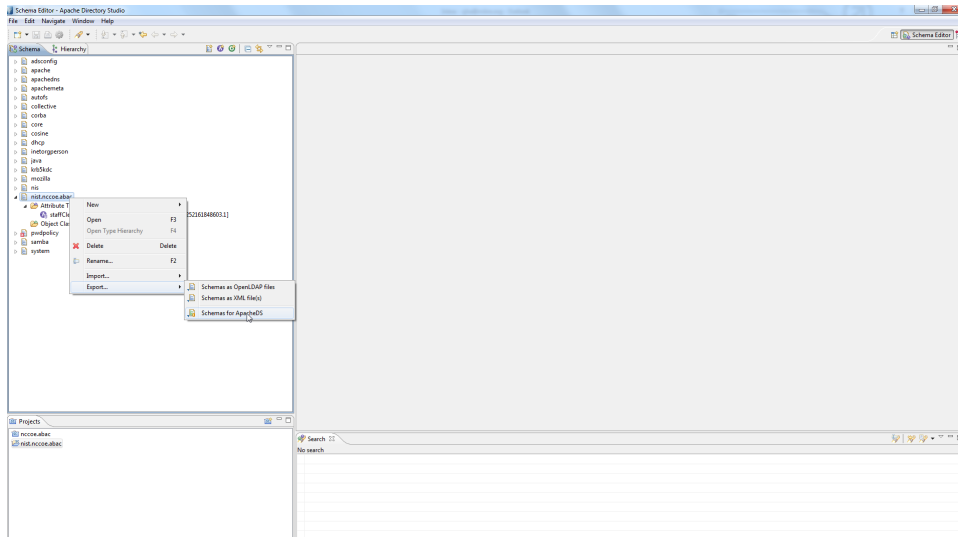 Schema Editor - Apache Directory Studio
File Edit Navigate Window Help
Schema Editor
Schema Hierarchy
adsconfig
apache
apachedns
apachemeta
autofs
collective
corba
core
cosine
dhcp
inetorgperson
java
krb5kdc
mozilla
nis
nist.nccoe.abac
Attribute T
staffCle 252161848603.1]
Object Clas
pwdpolicy
samba
system
New
Open F3
Open Type Hierarchy F4
Delete Delete
Rename... F2
Import...
Export...
Schemas as OpenLDAP files
Schemas as XML file(s)
Schemas for ApacheDS
Projects
nccoe.abac
nist.nccoe.abac
Search
No search